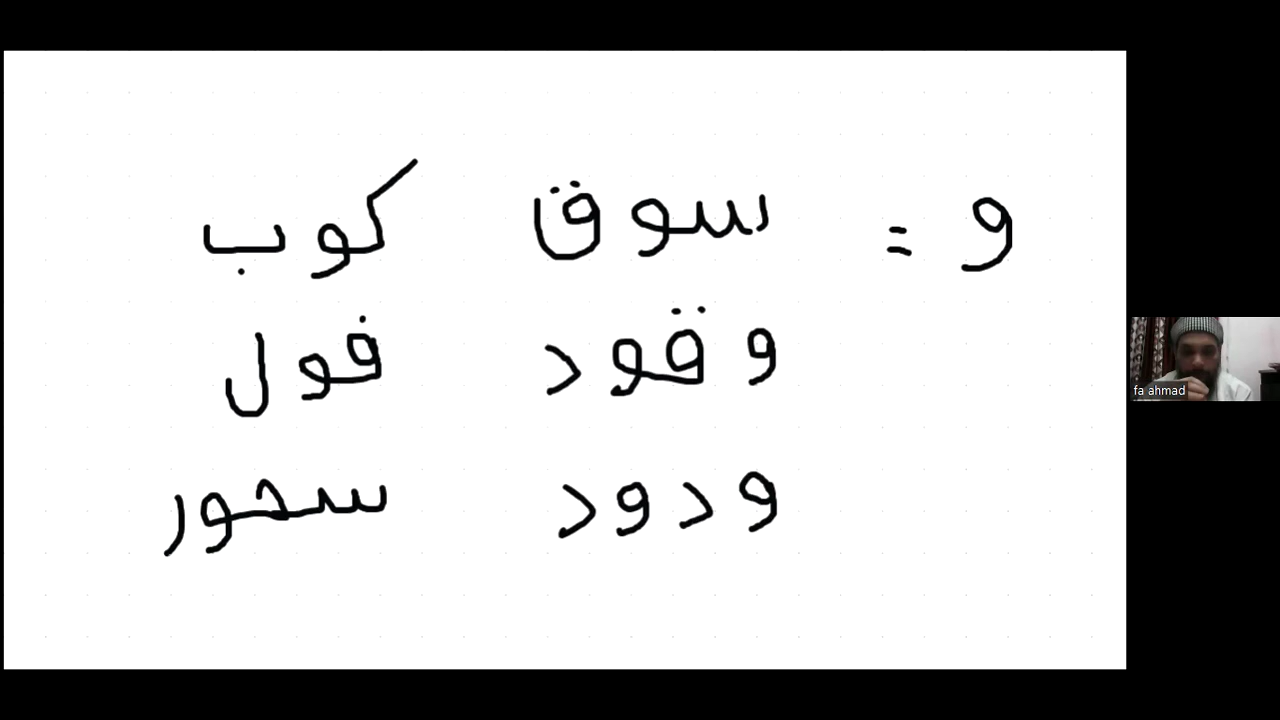 و = سوق كوب
وقود فول
ودود سحور
fa ahmad